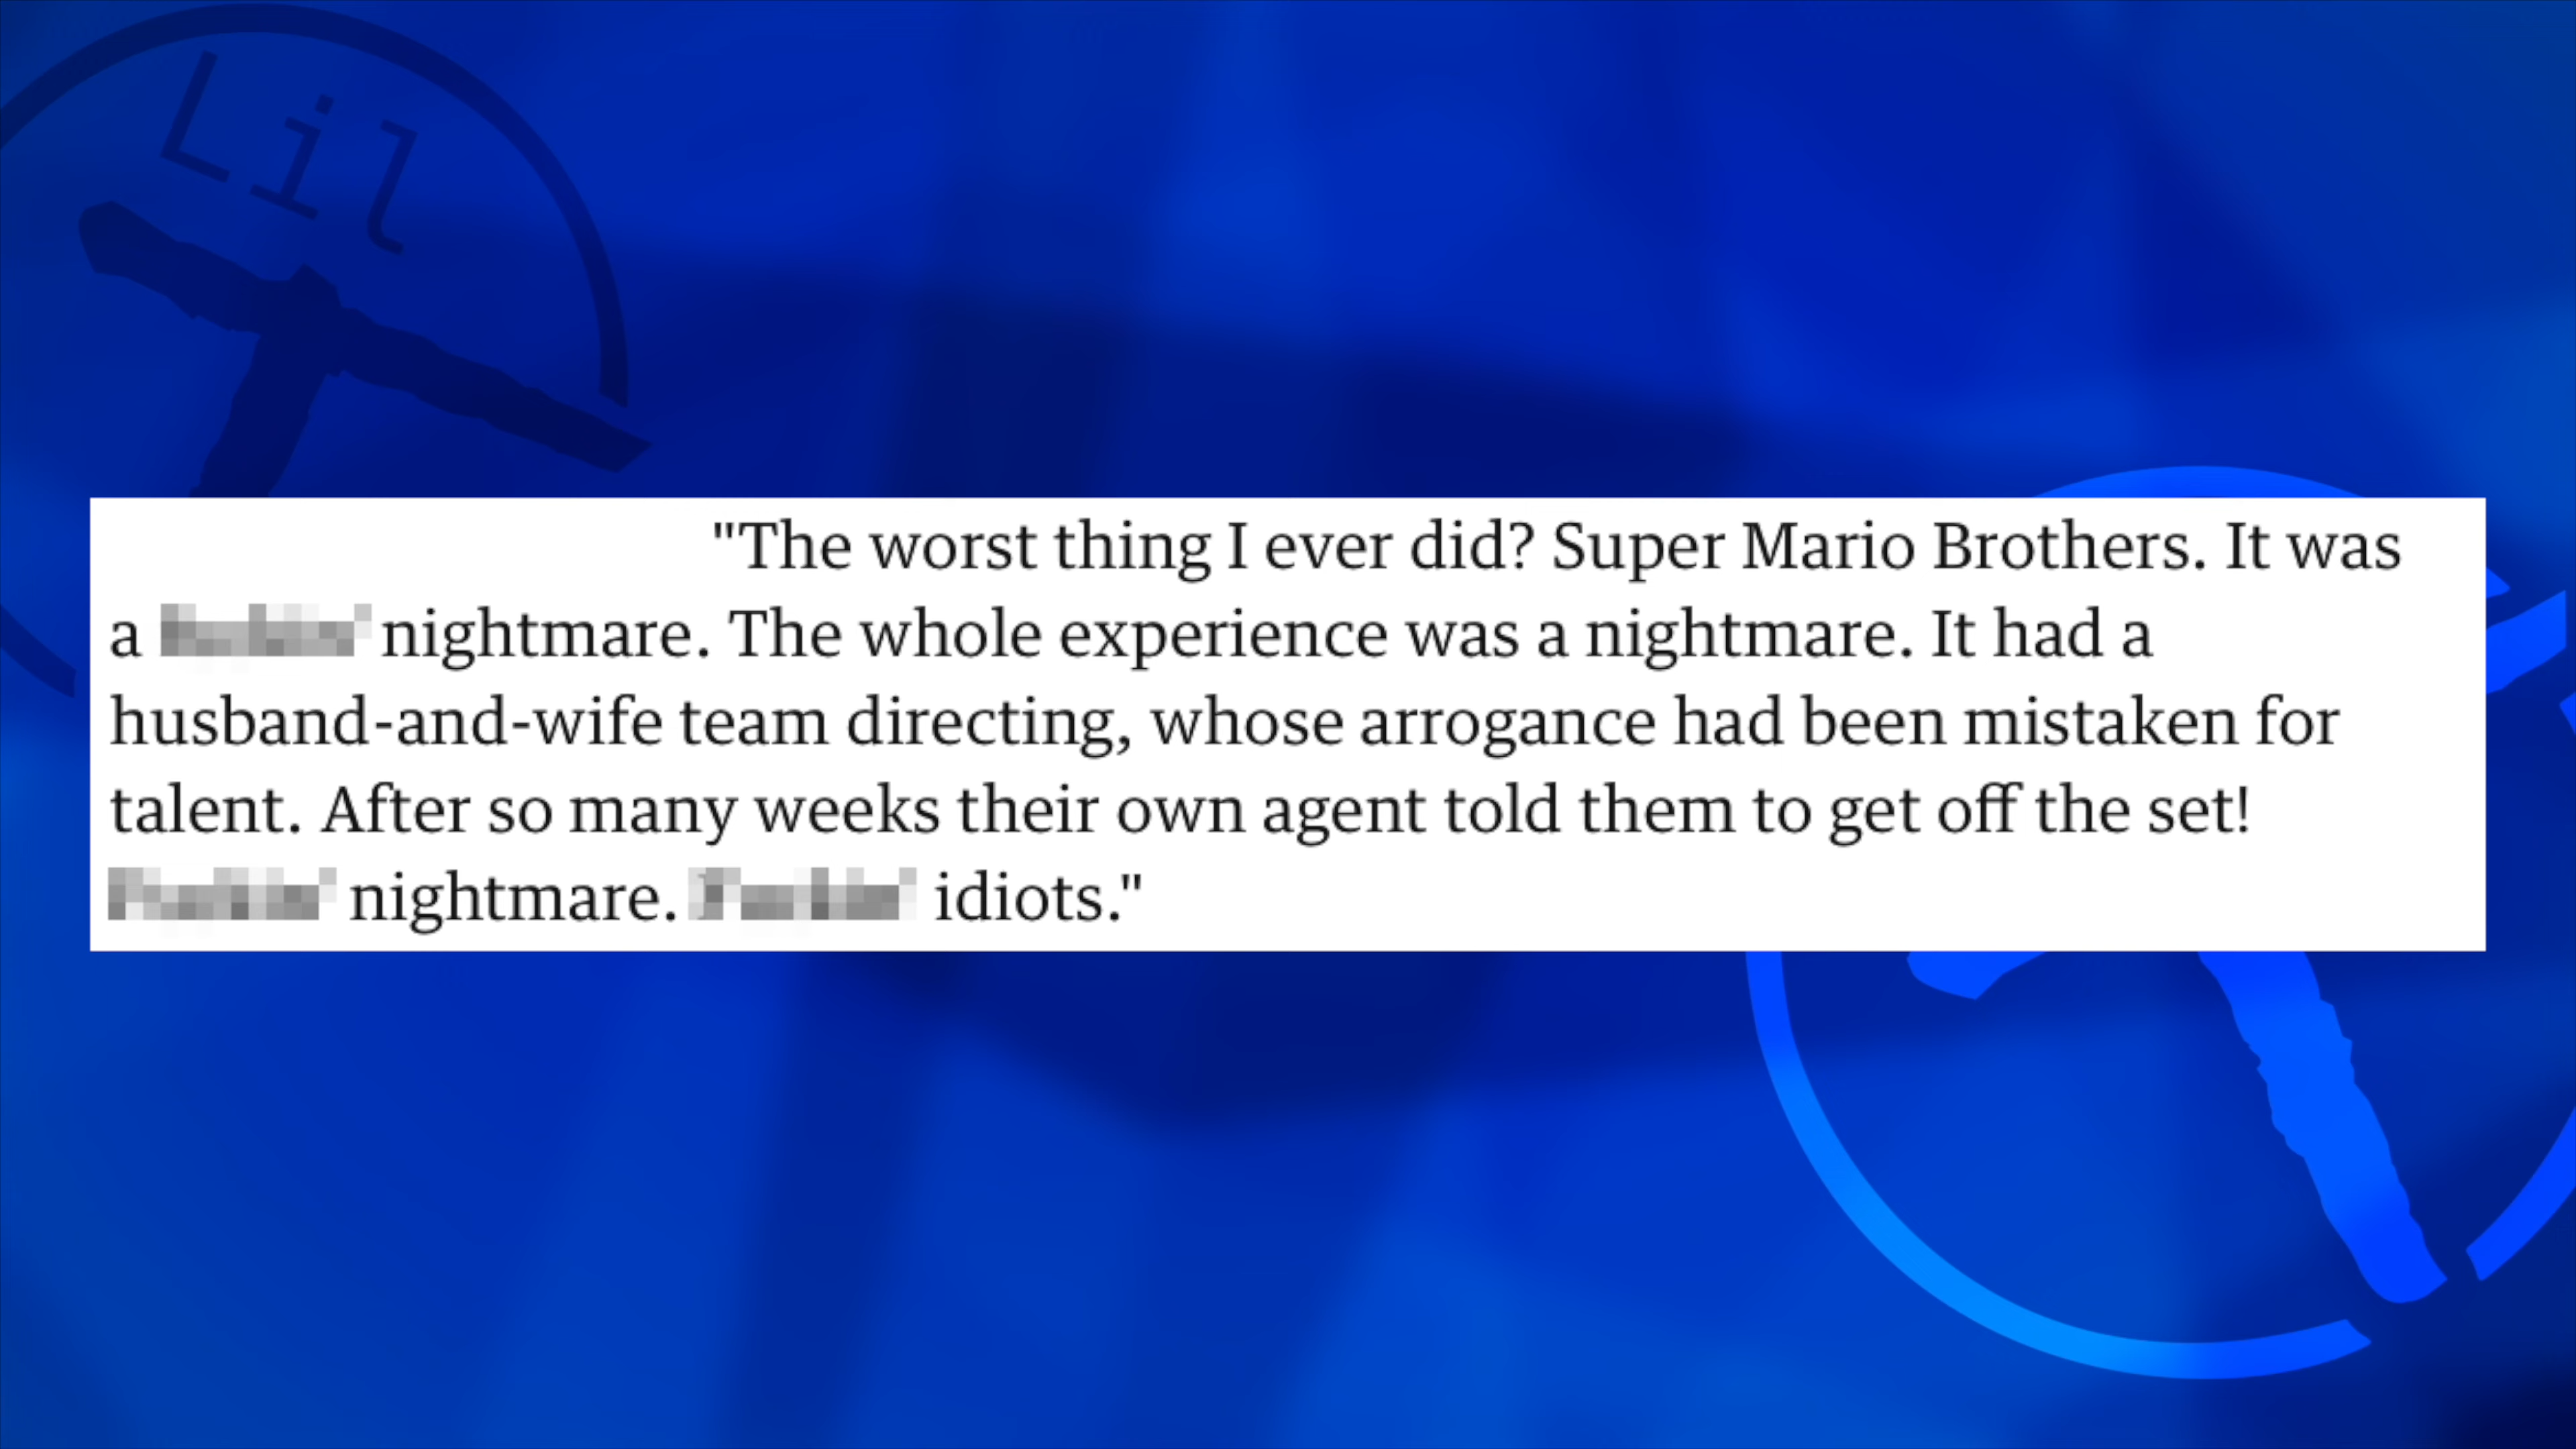 Lil
"The worst thing I ever did? Super Mario Brothers. It was
a nightmare. The whole experience was a nightmare. It had a
husband-and-wife team directing, whose arrogance had been mistaken for
talent. After so many weeks their own agent told them to get off the set!
nightmare. idiots."